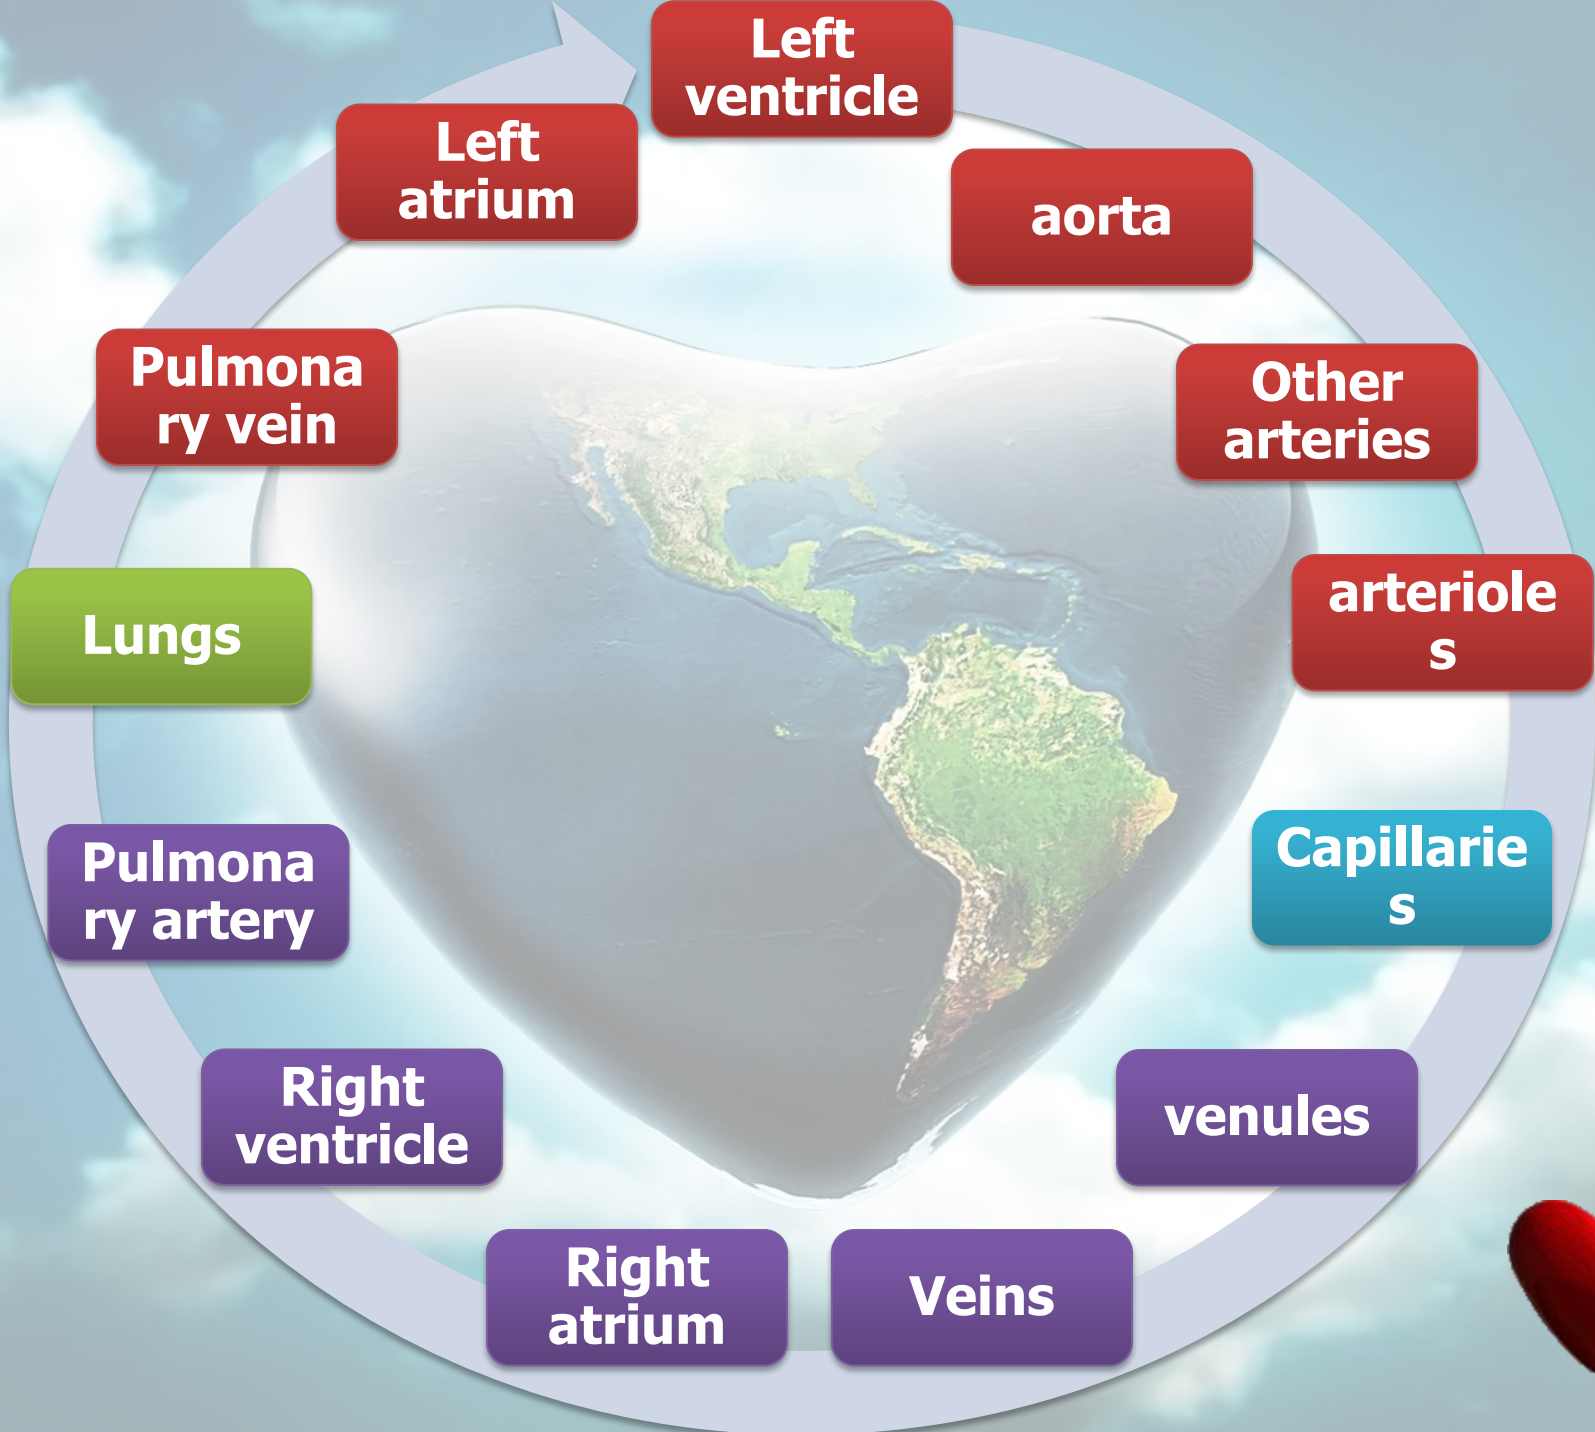 Left
ventricle
aorta
Other
arteries
arteriole
s
Capillarie
s
venules
Veins
Right
atrium
Right
ventricle
Pulmona
ry artery
Lungs
Pulmona
ry vein
Left
atrium